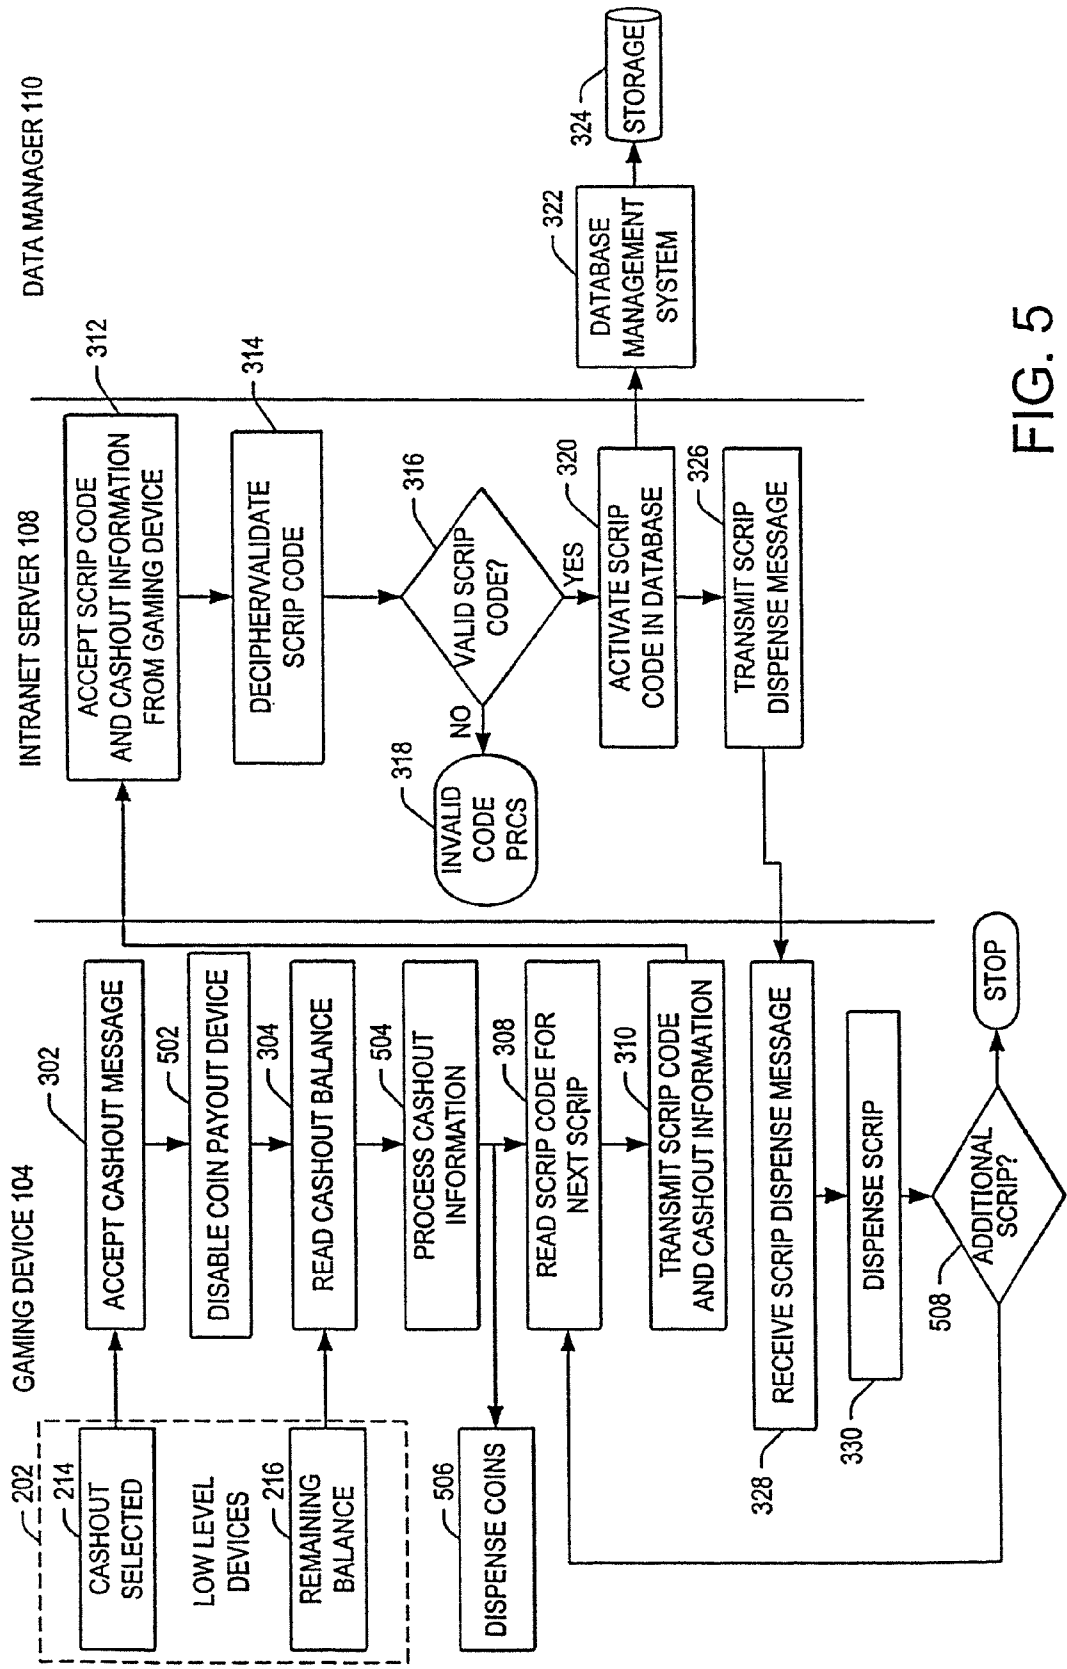 GAMING DEVICE 104
INTRANET SERVER 108
DATA MANAGER 110
202
214
CASHOUT
SELECTED
LOW LEVEL
DEVICES
216
REMAINING
BALANCE
302
ACCEPT CASHOUT MESSAGE
502
DISABLE COIN PAYOUT DEVICE
304
READ CASHOUT BALANCE
504
PROCESS CASHOUT
INFORMATION
506
DISPENSE COINS
308
READ SCRIP CODE FOR
NEXT SCRIP
310
TRANSMIT SCRIP CODE
AND CASHOUT INFORMATION
312
ACCEPT SCRIP CODE
AND CASHOUT INFORMATION
FROM GAMING DEVICE
314
DECIPHER/VALIDATE
SCRIP CODE
316
VALID SCRIP
CODE?
NO
YES
318
INVALID
CODE
PRCS
320
ACTIVATE SCRIP
CODE IN DATABASE
322
DATABASE
MANAGEMENT
SYSTEM
324
STORAGE
326
TRANSMIT SCRIP
DISPENSE MESSAGE
328
RECEIVE SCRIP DISPENSE MESSAGE
330
DISPENSE SCRIP
508
ADDITIONAL
SCRIP?
STOP
FIG. 5